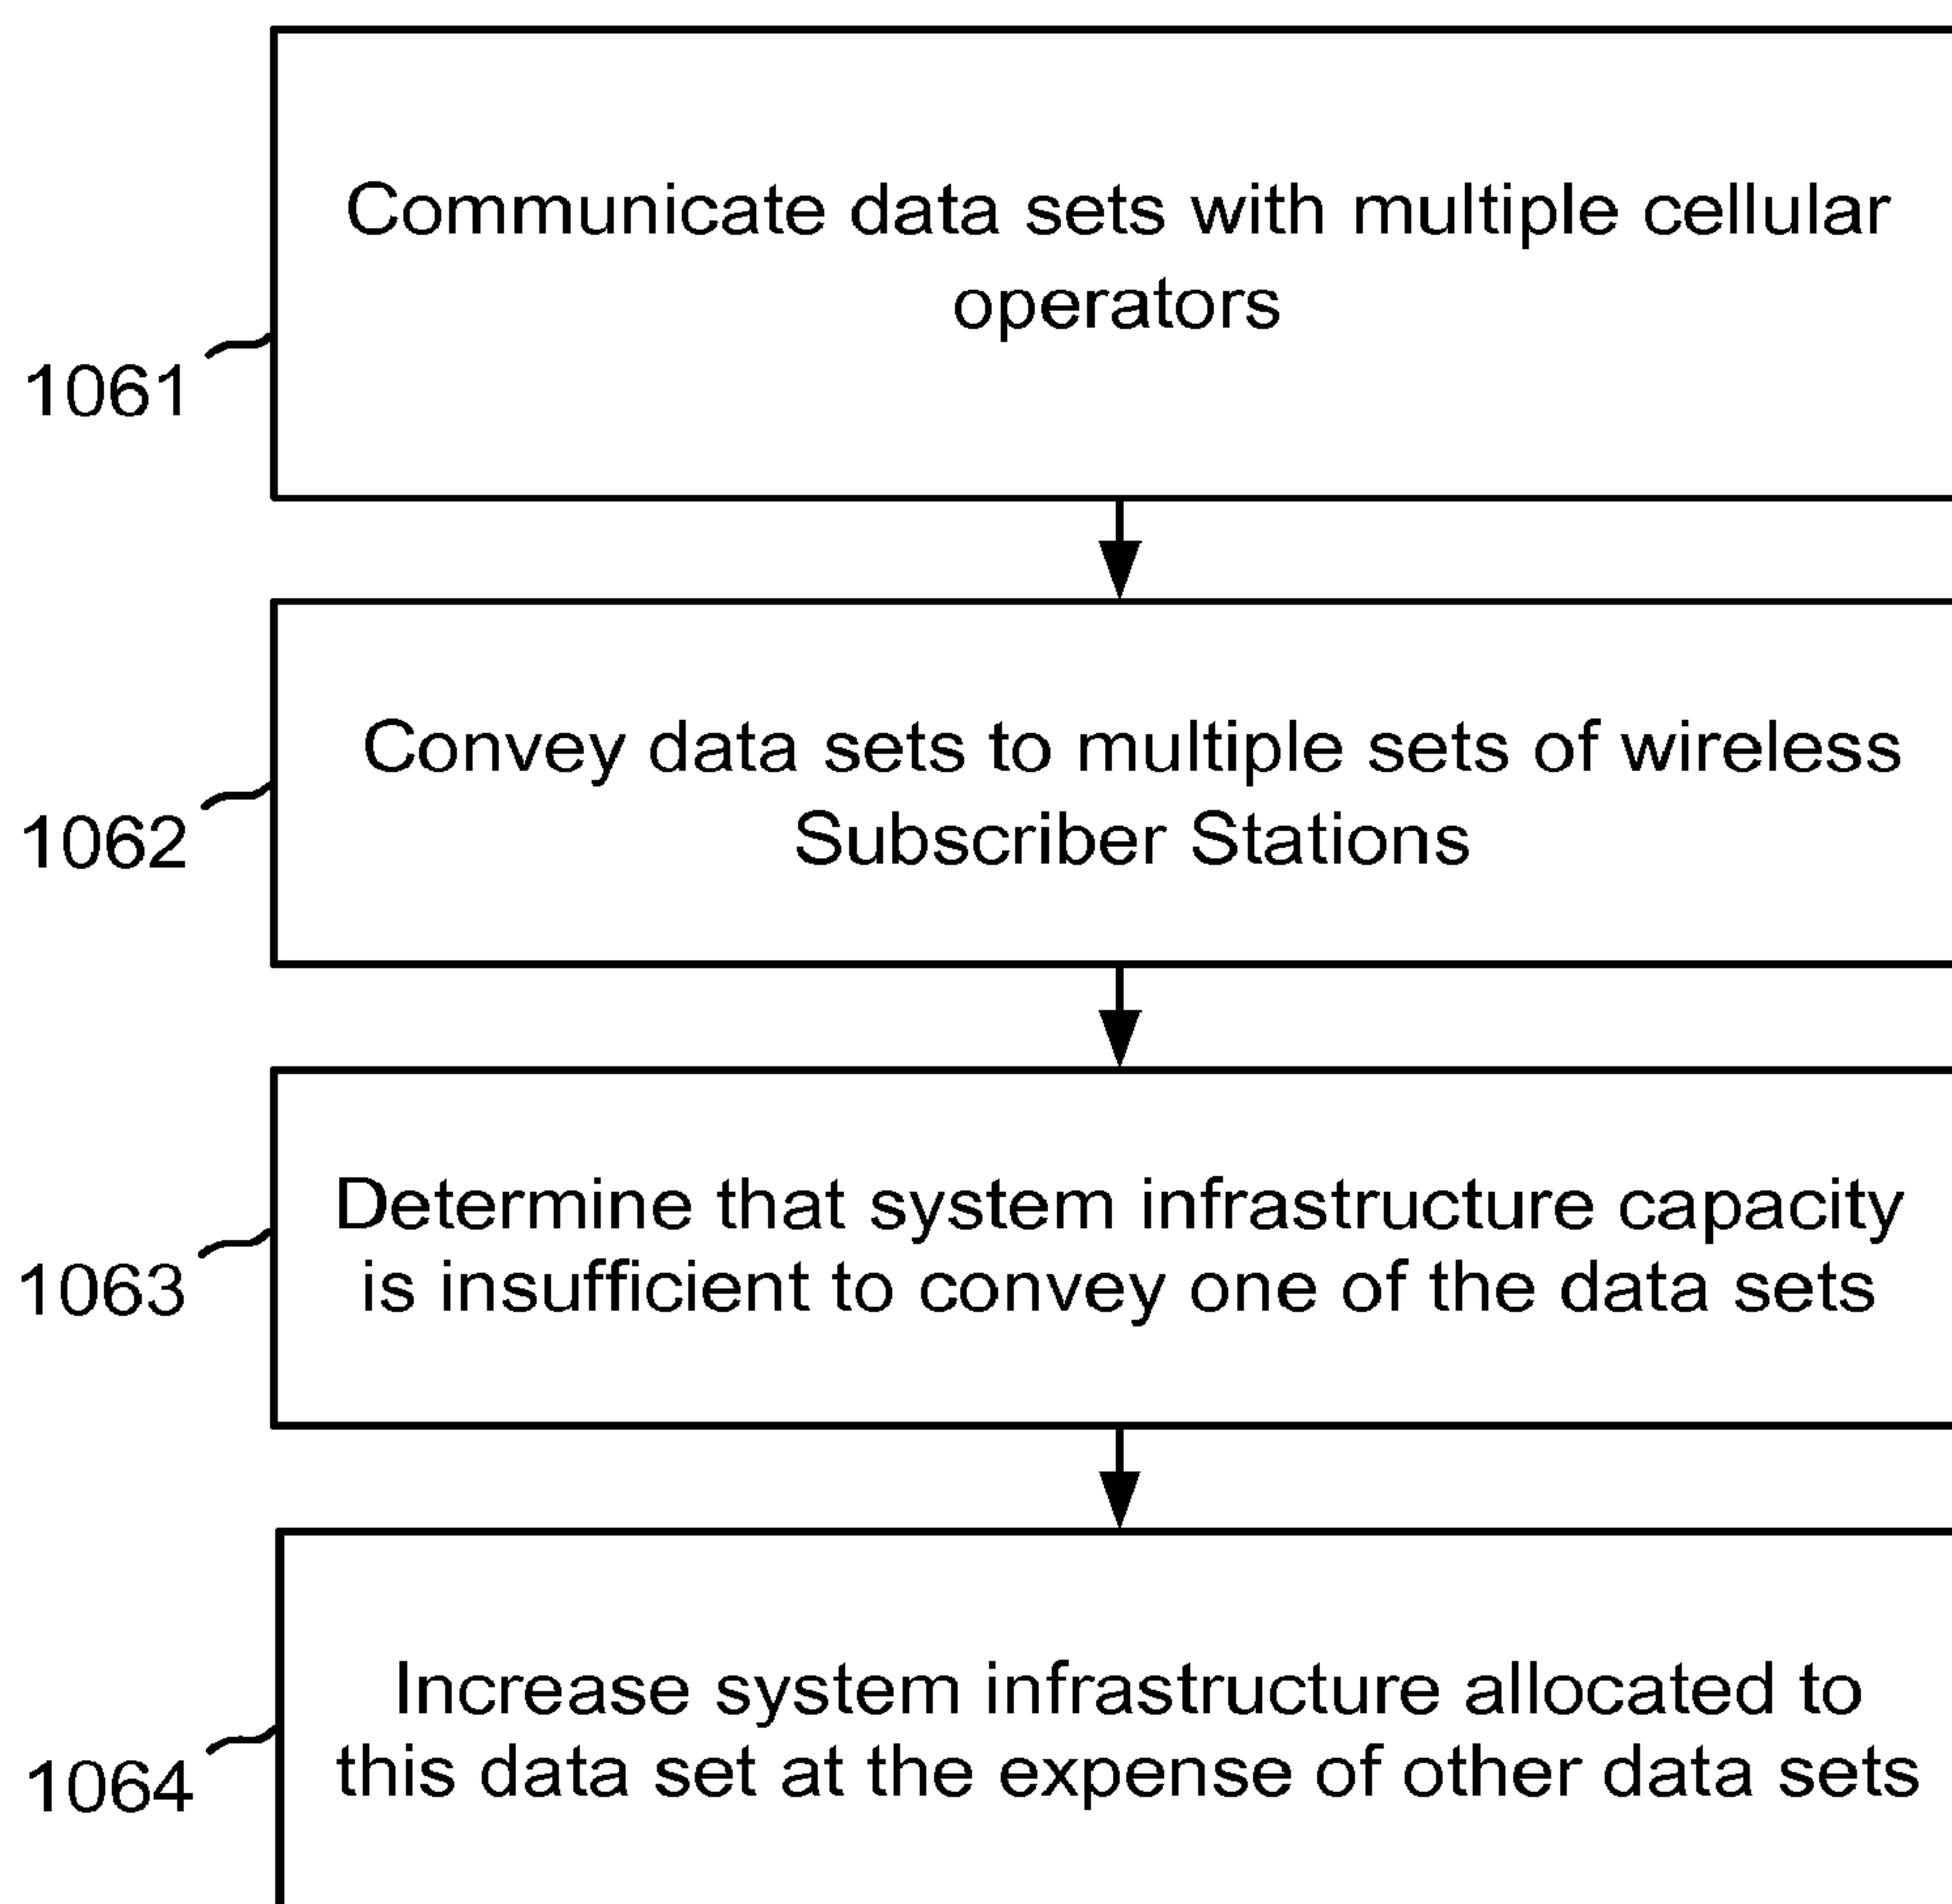 Communicate data sets with multiple cellular
operators
1061
Convey data sets to multiple sets of wireless
Subscriber Stations
1062
Determine that system infrastructure capacity
is insufficient to convey one of the data sets
1063
Increase system infrastructure allocated to
this data set at the expense of other data sets
1064